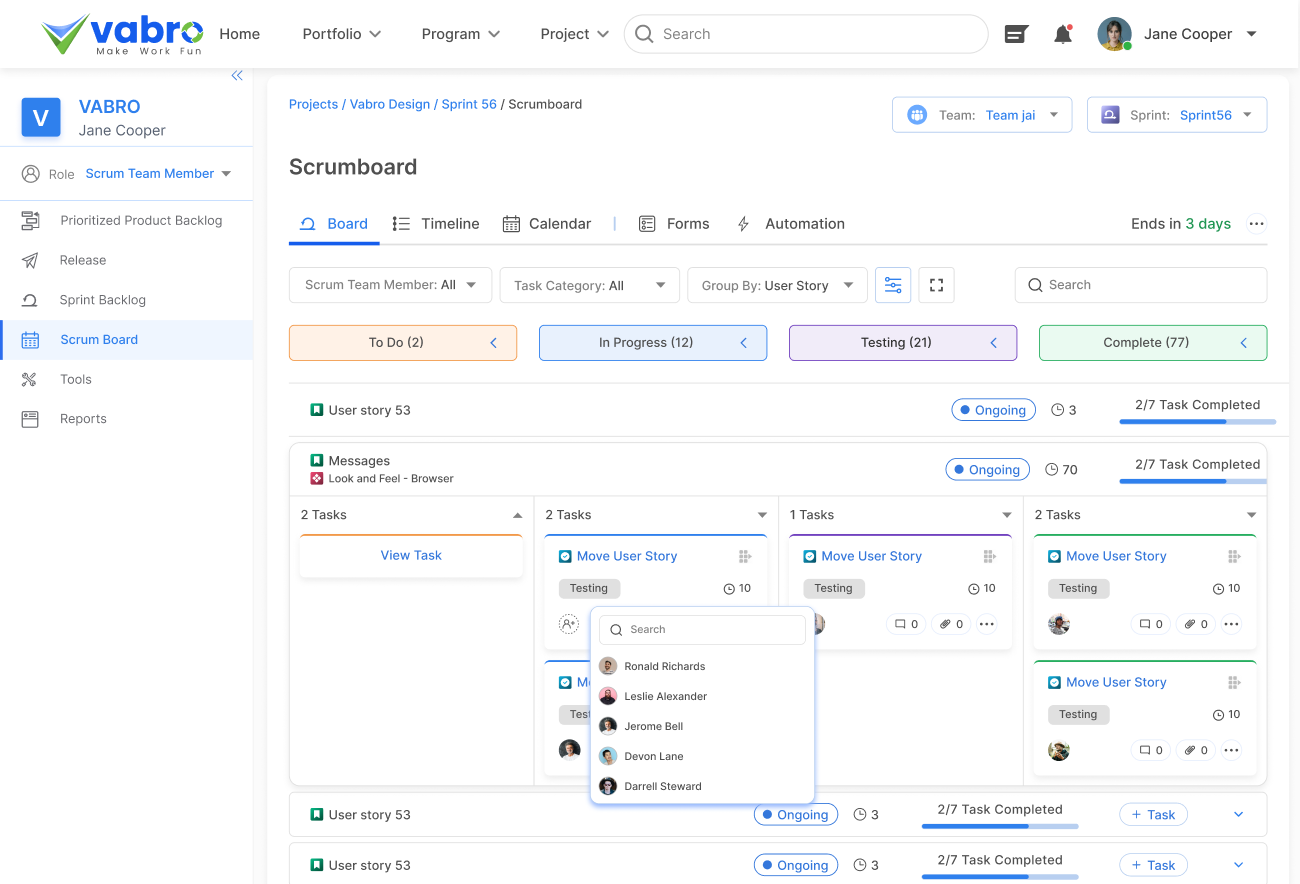 vabro
Make Work Fun
Home
Portfolio
Program
Project
Search
Jane Cooper
V
VABRO
Jane Cooper
Role Scrum Team Member
Prioritized Product Backlog
Release
Sprint Backlog
Scrum Board
Tools
Reports
Projects / Vabro Design / Sprint 56 / Scrumboard
Team: Team jai
Sprint: Sprint56
Scrumboard
Board
Timeline
Calendar
Forms
Automation
Ends in 3 days
Scrum Team Member: All
Task Category: All
Group By: User Story
Search
To Do (2)
In Progress (12)
Testing (21)
Complete (77)
User story 53
Ongoing
3
2/7 Task Completed
Messages
Look and Feel - Browser
Ongoing
70
2/7 Task Completed
2 Tasks
2 Tasks
1 Tasks
2 Tasks
View Task
Move User Story
Testing
10
Move User Story
Testing
10
0
0
Move User Story
Testing
10
0
0
Move User Story
Testing
10
0
0
Search
Ronald Richards
Leslie Alexander
Jerome Bell
Devon Lane
Darrell Steward
User story 53
Ongoing
3
2/7 Task Completed
+ Task
User story 53
Ongoing
3
2/7 Task Completed
+ Task